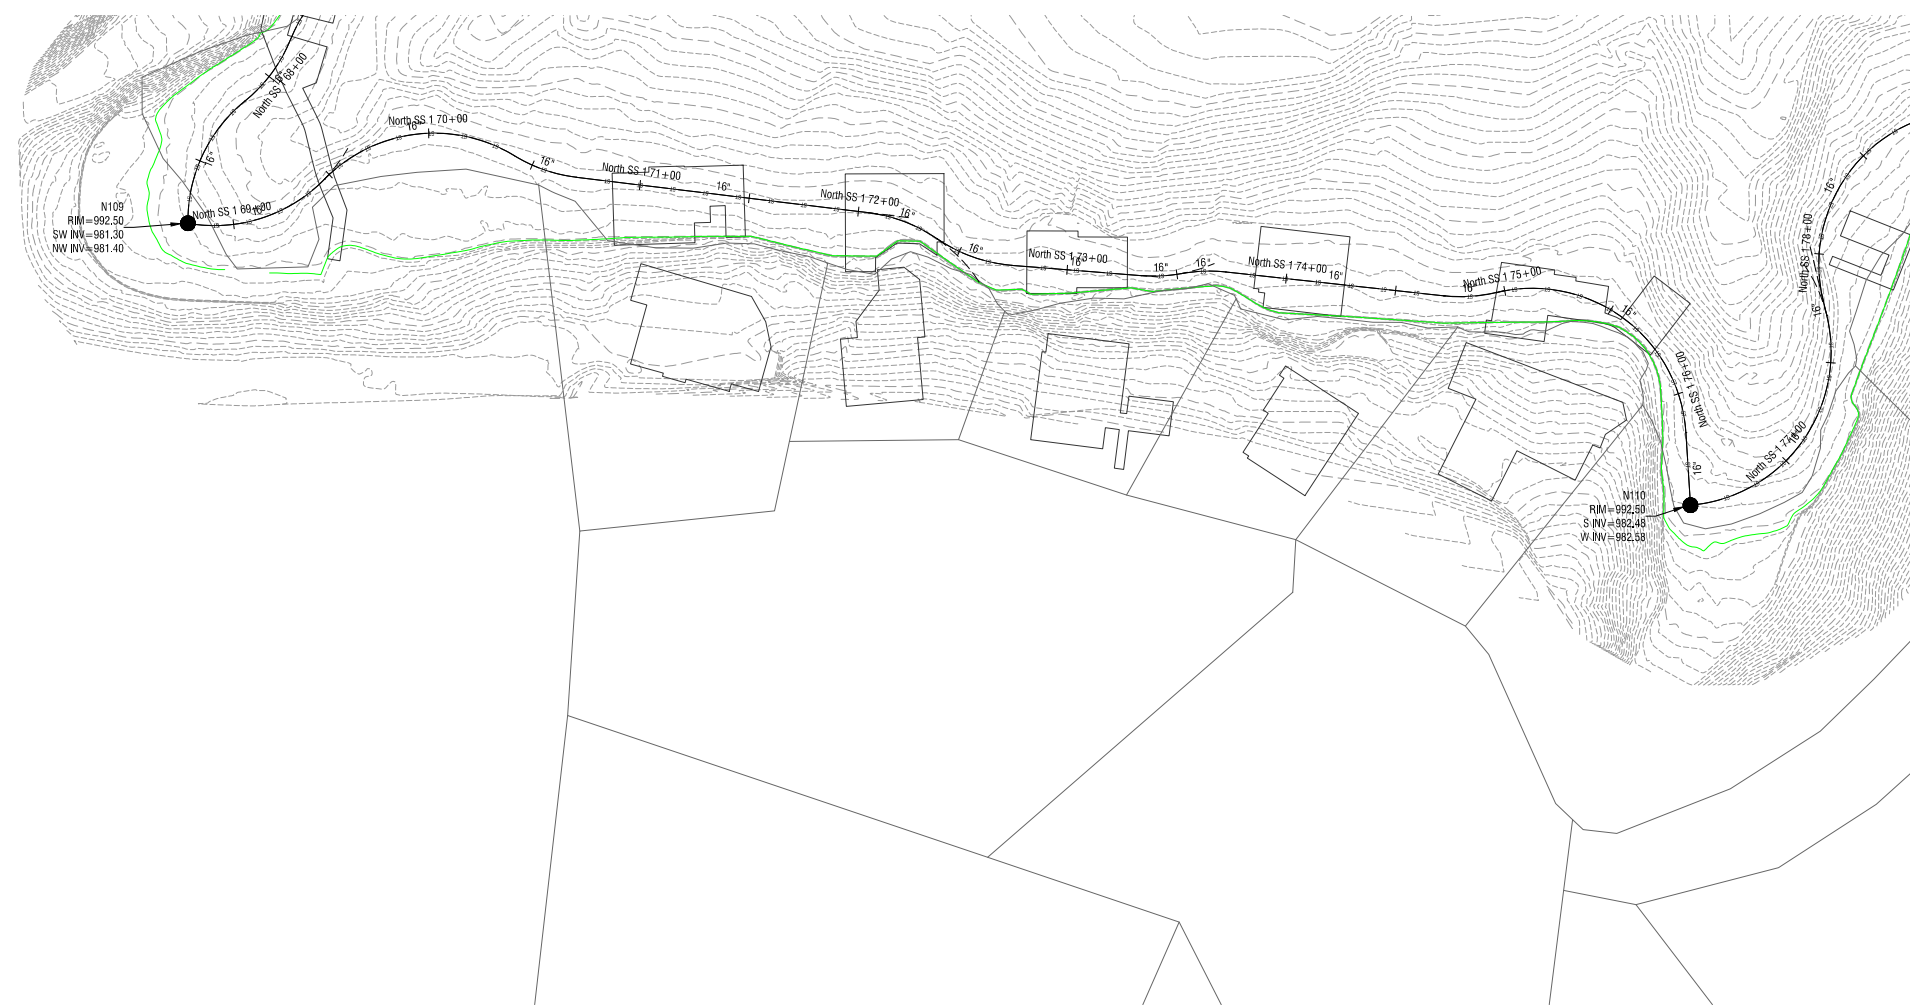 North SS 1 68+00
16"
16"
N109
RIM=992.50
SW INV=981.30
NW INV=981.40
North SS 1 69+00
16"
North SS 1 70+00
16"
16"
North SS 1 71+00
16"
North SS 1 72+00
16"
16"
North SS 1 73+00
16"
16"
16"
North SS 1 74+00
16"
North SS 1 75+00
16"
16"
North SS 1 76+00
16"
N110
RIM=992.50
S INV=982.48
W INV=982.58
North SS 1 77+00
16"
North SS 1 78+00
16"
16"